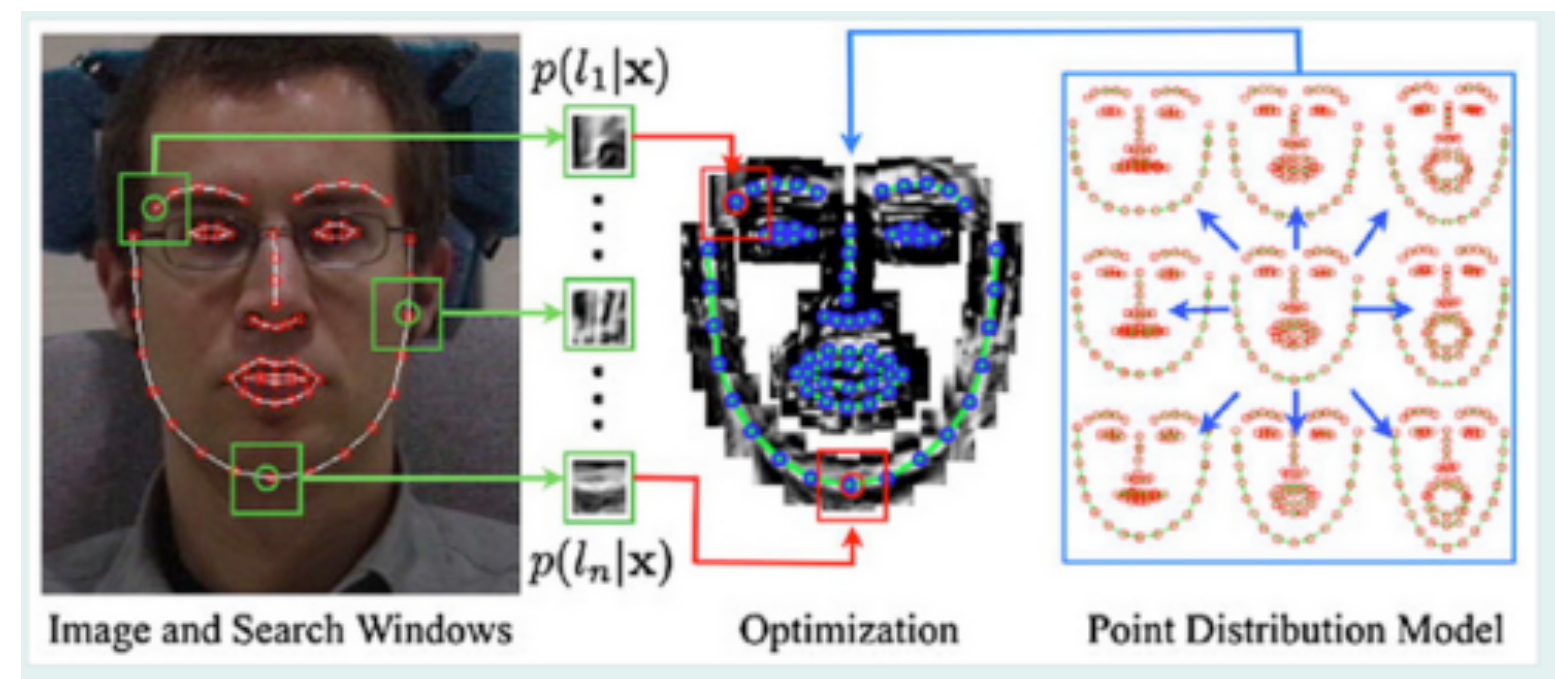 p(l₁|x)
p(lₙ|x)
Image and Search Windows
Optimization
Point Distribution Model